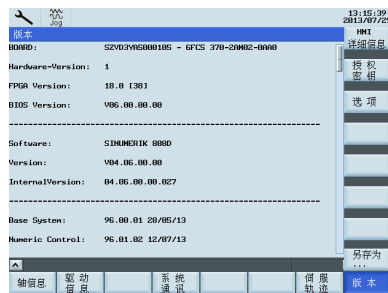 Jog
13:15:39
2013/07/29
版本
HMI
详细信息
BOARD: SZVD3YAS000105 - 6FC5 370-2AM02-0AA0
授 权
密 钥
Hardware-Version: 1
FPGA Version: 18.0 [38]
选 项
BIOS Version: V06.00.00.00
Software: SINUMERIK 808D
Version: V04.06.00.00
InternalVersion: 04.06.00.00.027
Base System: 96.00.01 28/05/13
Numeric Control: 96.01.02 12/07/13
另存为
...
轴信息
驱 动
信 息
系 统
通 讯
伺 服
轨 迹
版 本